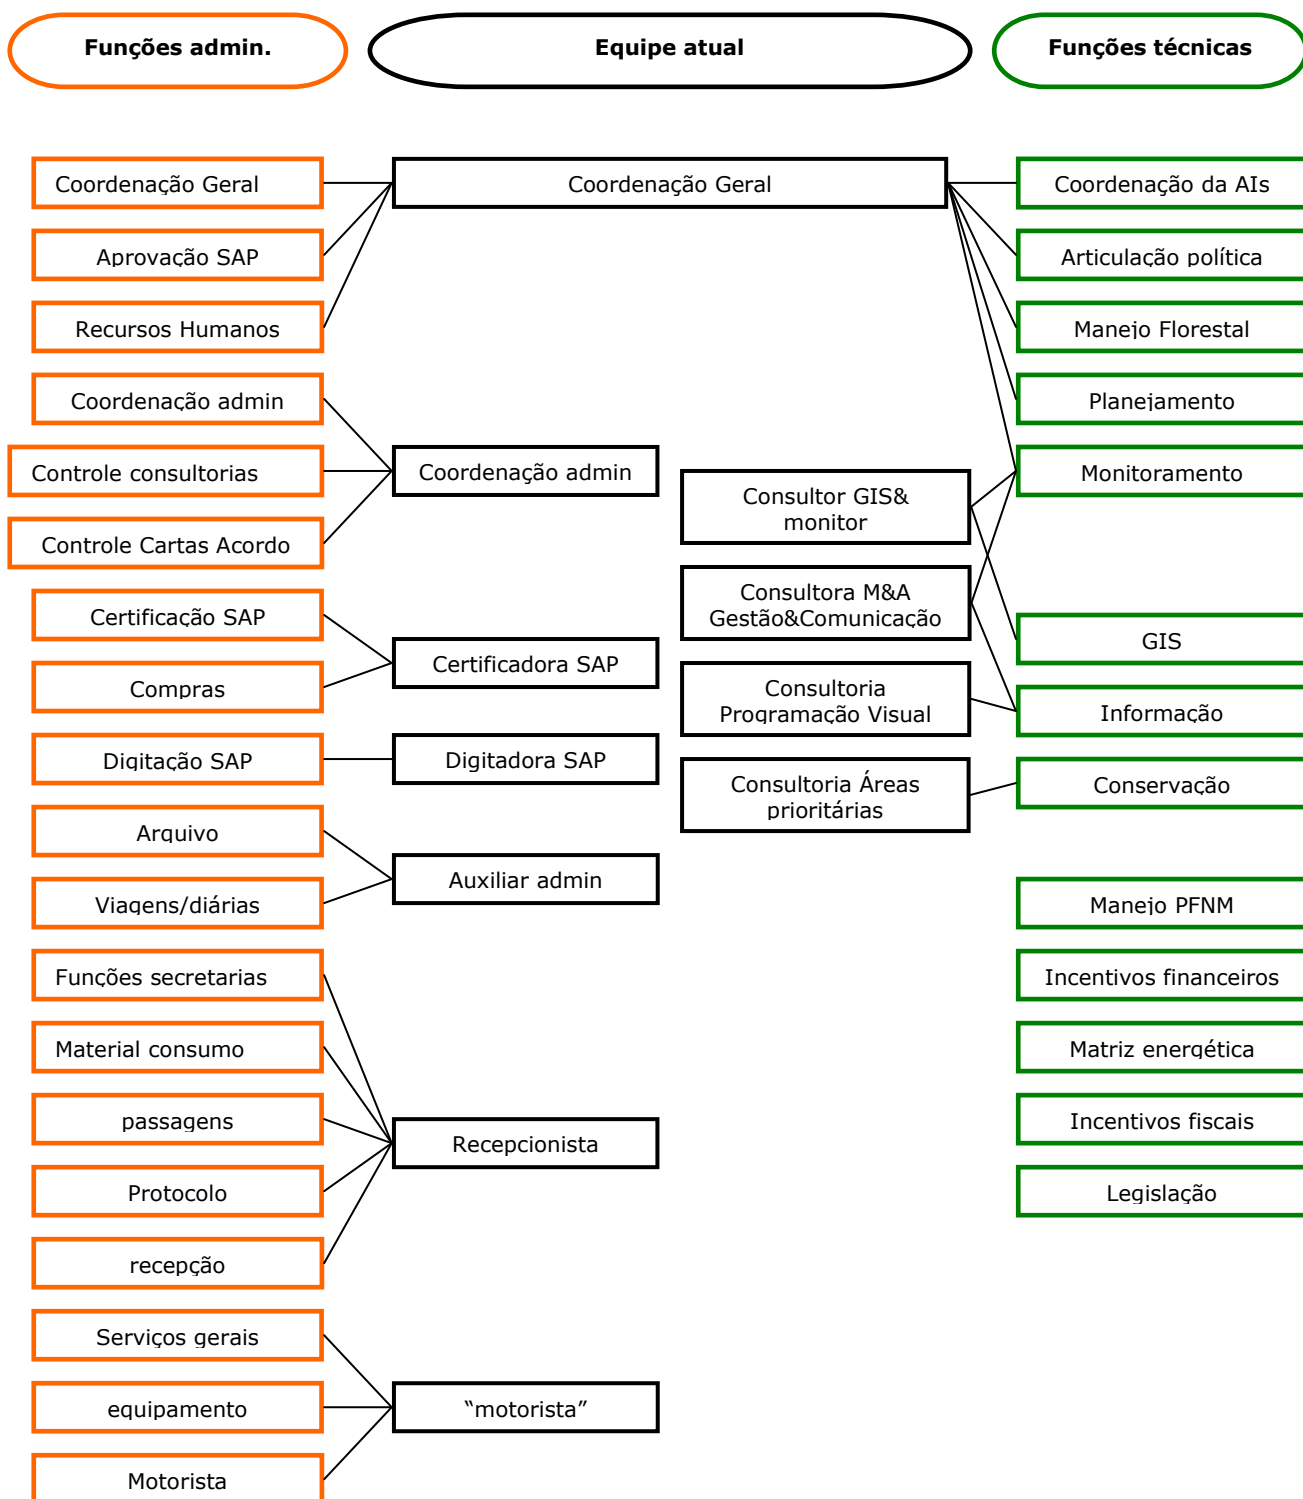 Funções admin.
Equipe atual
Funções técnicas
Coordenação Geral
Coordenação Geral
Coordenação da AIs
Aprovação SAP
Articulação política
Recursos Humanos
Manejo Florestal
Coordenação admin
Planejamento
Controle consultorias
Coordenação admin
Monitoramento
Consultor GIS&
monitor
Controle Cartas Acordo
Certificação SAP
Consultora M&A
Gestão&Comunicação
GIS
Certificadora SAP
Compras
Consultoria
Programação Visual
Informação
Digitação SAP
Digitadora SAP
Consultoria Áreas
prioritárias
Conservação
Arquivo
Auxiliar admin
Viagens/diárias
Manejo PFNM
Funções secretarias
Incentivos financeiros
Material consumo
Matriz energética
passagens
Recepcionista
Incentivos fiscais
Protocolo
Legislação
recepção
Serviços gerais
equipamento
“motorista”
Motorista